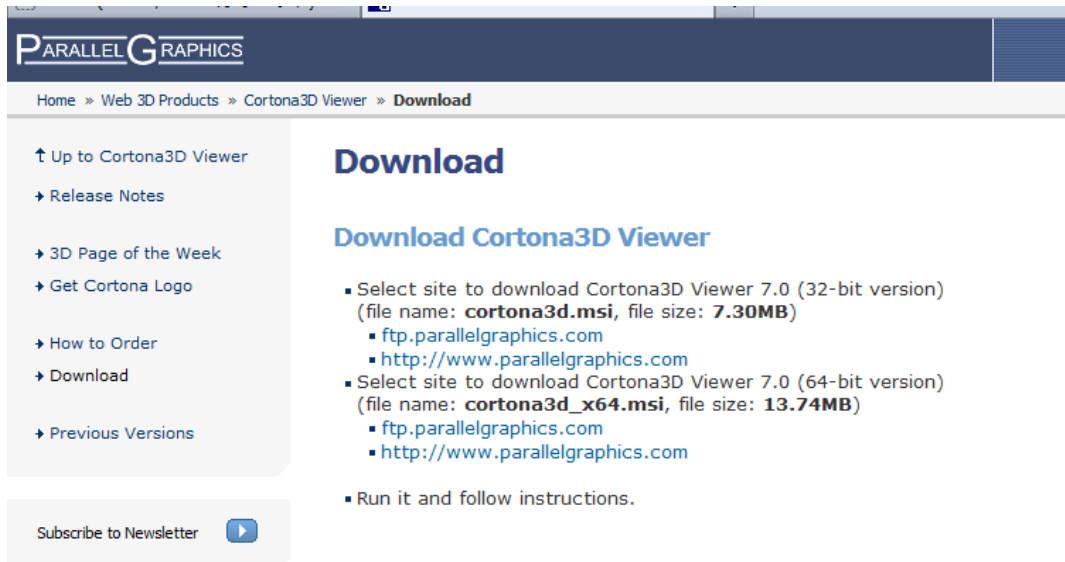 PARALLELGRAPHICS
Home » Web 3D Products » Cortona3D Viewer » Download
Up to Cortona3D Viewer
Release Notes
3D Page of the Week
Get Cortona Logo
How to Order
Download
Previous Versions
Subscribe to Newsletter
Download
Download Cortona3D Viewer
Select site to download Cortona3D Viewer 7.0 (32-bit version)
(file name: cortona3d.msi, file size: 7.30MB)
ftp.parallelgraphics.com
http://www.parallelgraphics.com
Select site to download Cortona3D Viewer 7.0 (64-bit version)
(file name: cortona3d_x64.msi, file size: 13.74MB)
ftp.parallelgraphics.com
http://www.parallelgraphics.com
Run it and follow instructions.